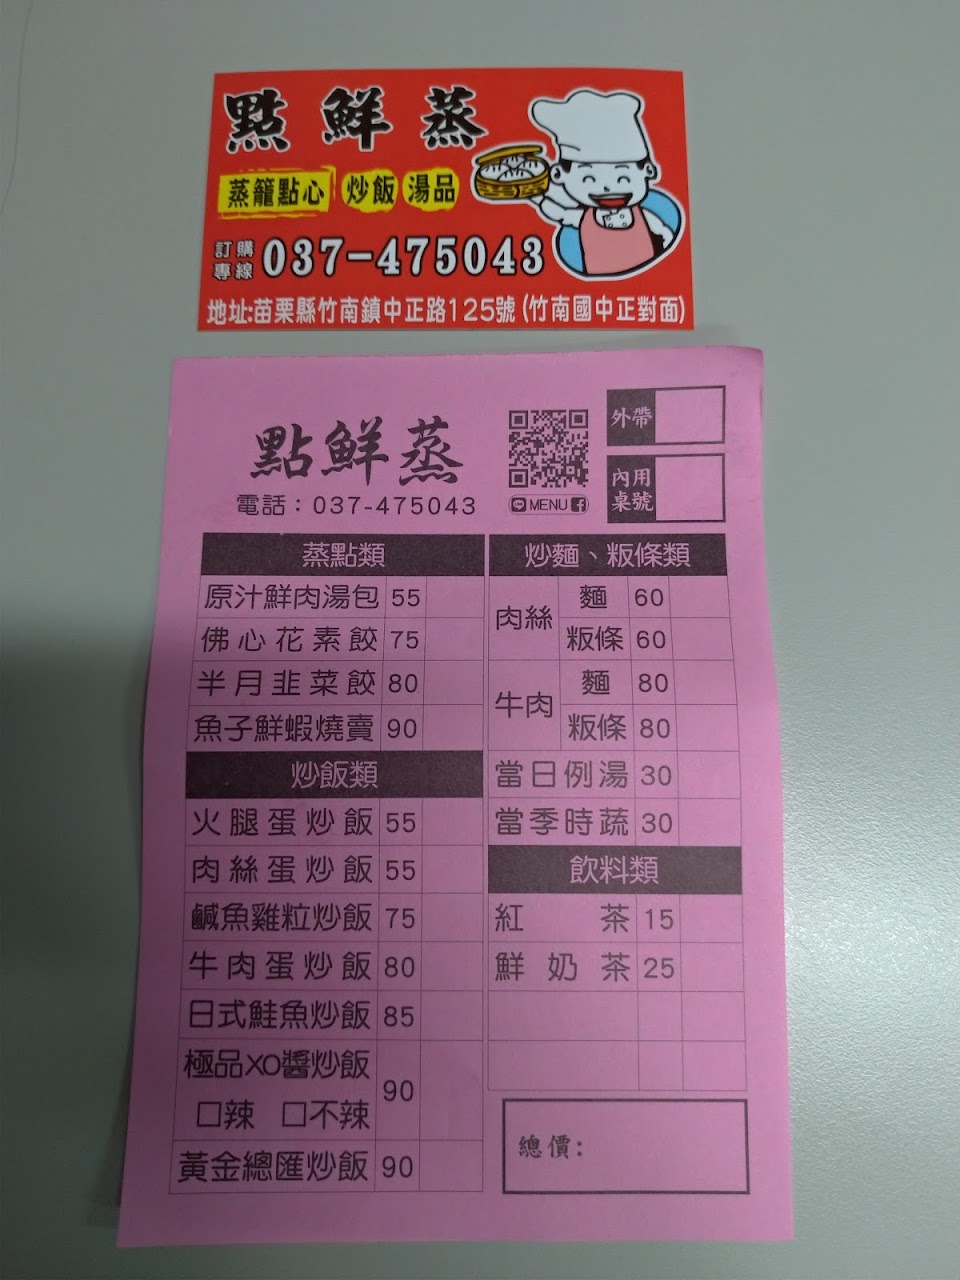 點鮮蒸
蒸籠點心 炒飯 湯品
訂購專線 037-475043
地址:苗栗縣竹南鎮中正路125號(竹南國中正對面)
點鮮蒸
電話：037-475043
MENU
外帶
內用桌號
蒸點類
原汁鮮肉湯包 55
佛心花素餃 75
半月韭菜餃 80
魚子鮮蝦燒賣 90
炒飯類
火腿蛋炒飯 55
肉絲蛋炒飯 55
鹹魚雞粒炒飯 75
牛肉蛋炒飯 80
日式鮭魚炒飯 85
極品XO醬炒飯 90
□辣 □不辣
黃金總匯炒飯 90
炒麵、粄條類
肉絲 麵 60
粄條 60
牛肉 麵 80
粄條 80
當日例湯 30
當季時蔬 30
飲料類
紅茶 15
鮮奶茶 25
總價: